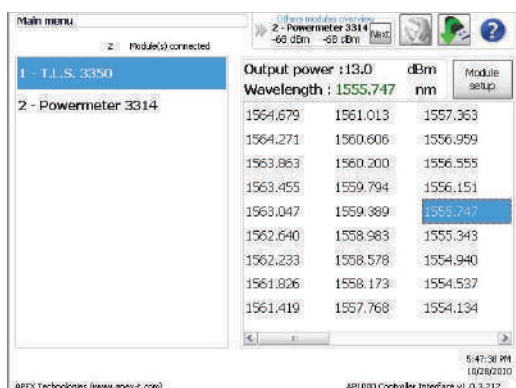 Main menu
2 Module(s) connected
Others modules overview
2 - Powermeter 3314
-68 dBm -68 dBm
Next
1 - T.L.S. 3350
2 - Powermeter 3314
Output power :13.0 dBm
Wavelength : 1555.747 nm
Module setup
1564.679 1561.013 1557.363
1564.271 1560.606 1556.959
1563.863 1560.200 1556.555
1563.455 1559.794 1556.151
1563.047 1559.389 1555.747
1562.640 1558.983 1555.343
1562.233 1558.578 1554.940
1561.826 1558.173 1554.537
1561.419 1557.768 1554.134
5:47:38 PM
10/28/2010
APEX Technologies (www.apex-t.com)
AP1000 Controller Interface v1.0.3.212